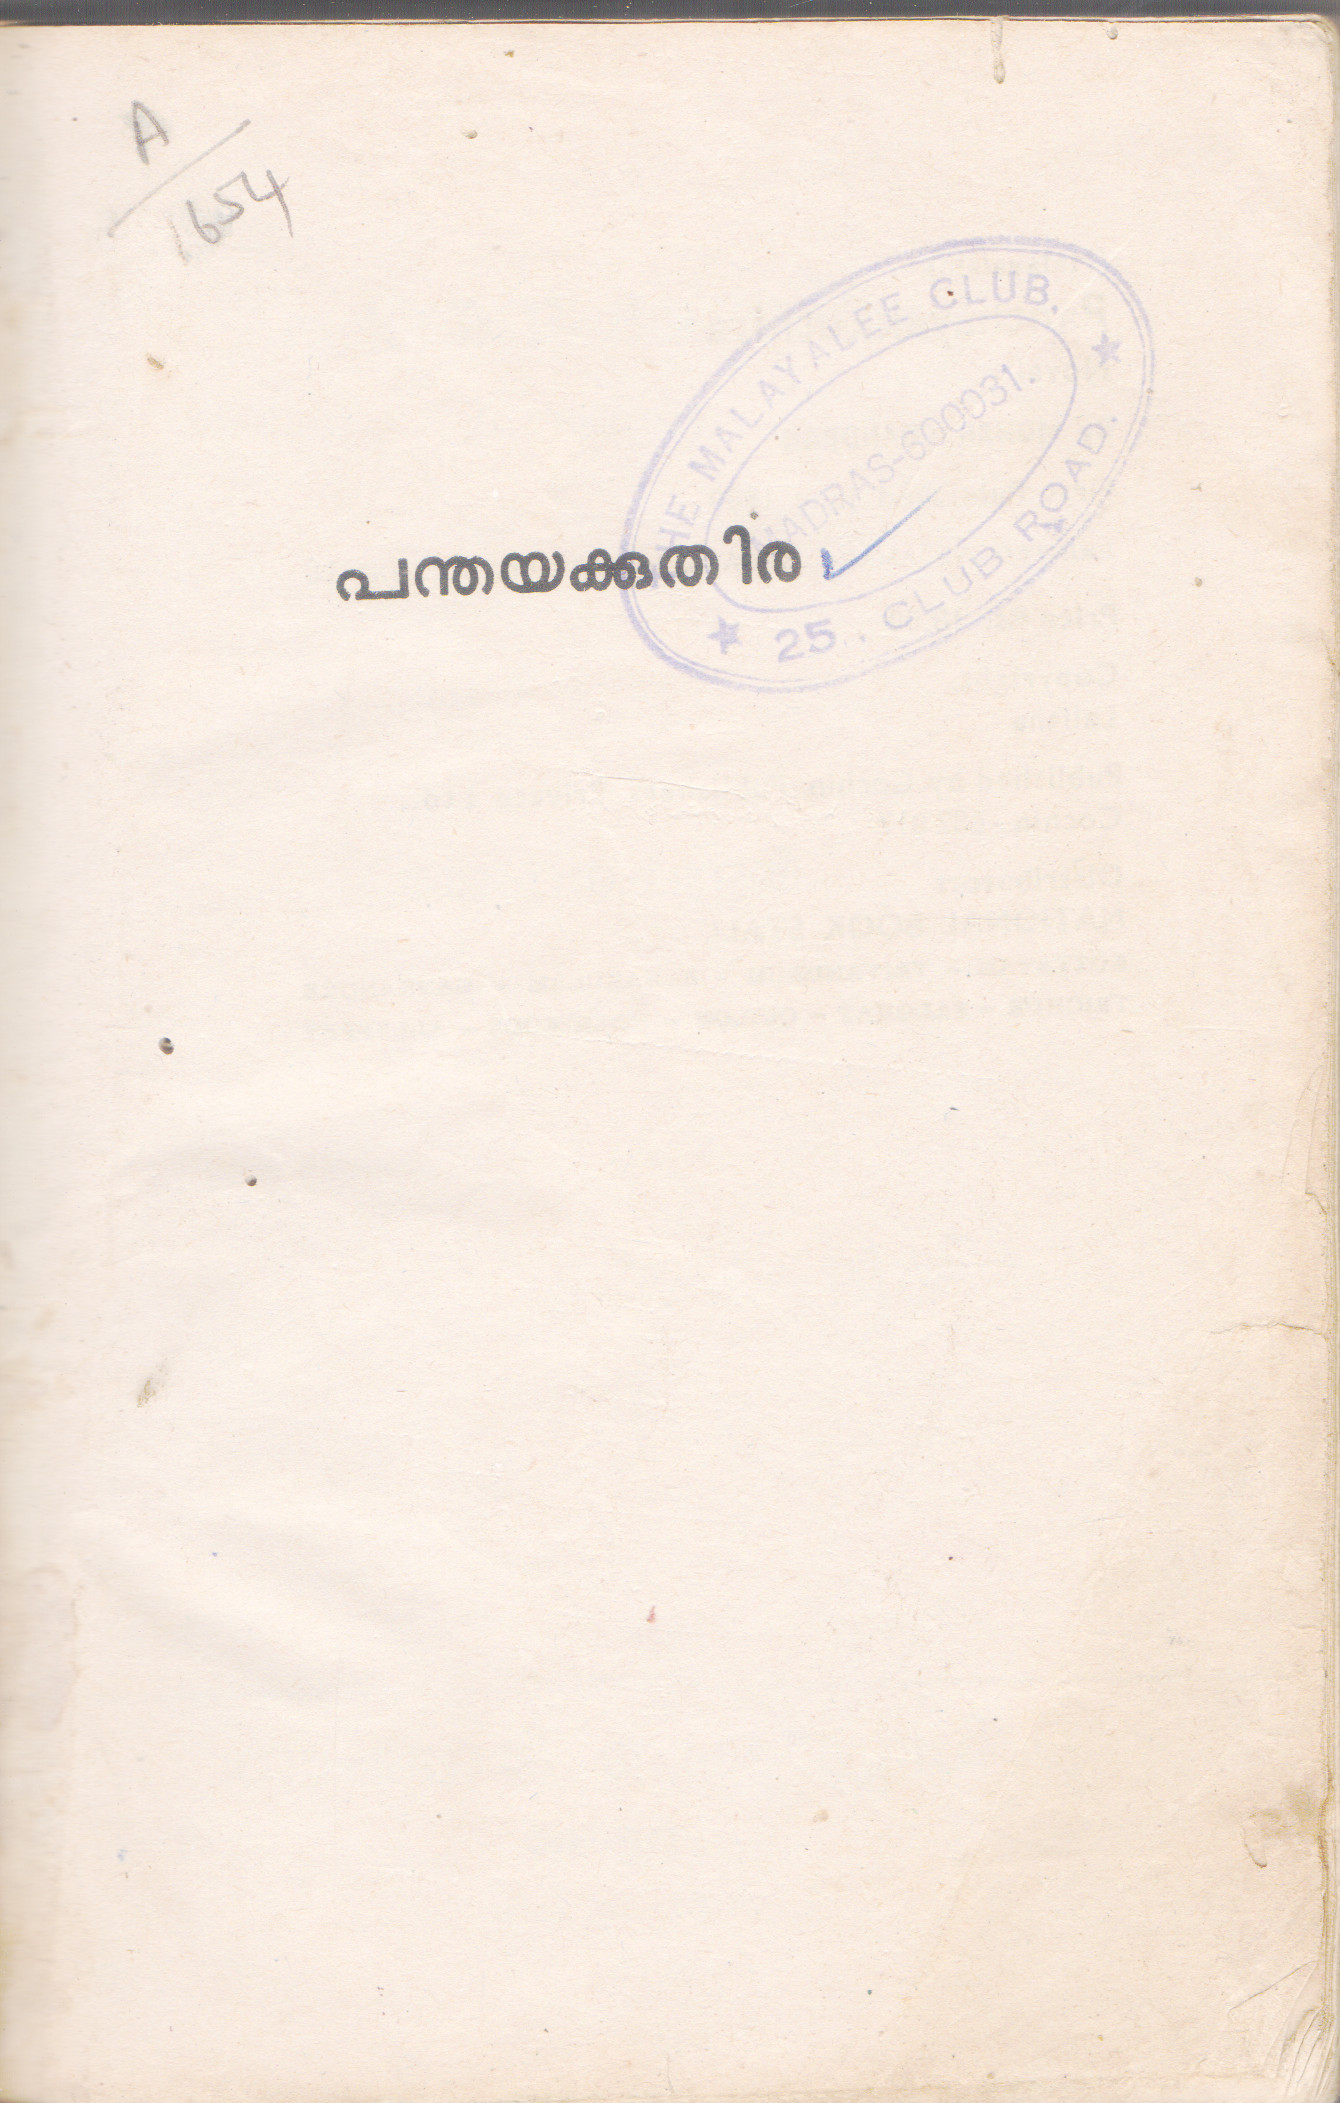 A
1654
THE MALAYALEE CLUB.
MADRAS-600031.
പന്തയക്കുതിര
★ 25, CLUB ROAD. ★